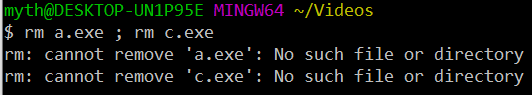 myth@DESKTOP-UN1P95E MINGW64 ~/Videos
$ rm a.exe ; rm c.exe
rm: cannot remove 'a.exe': No such file or directory
rm: cannot remove 'c.exe': No such file or directory